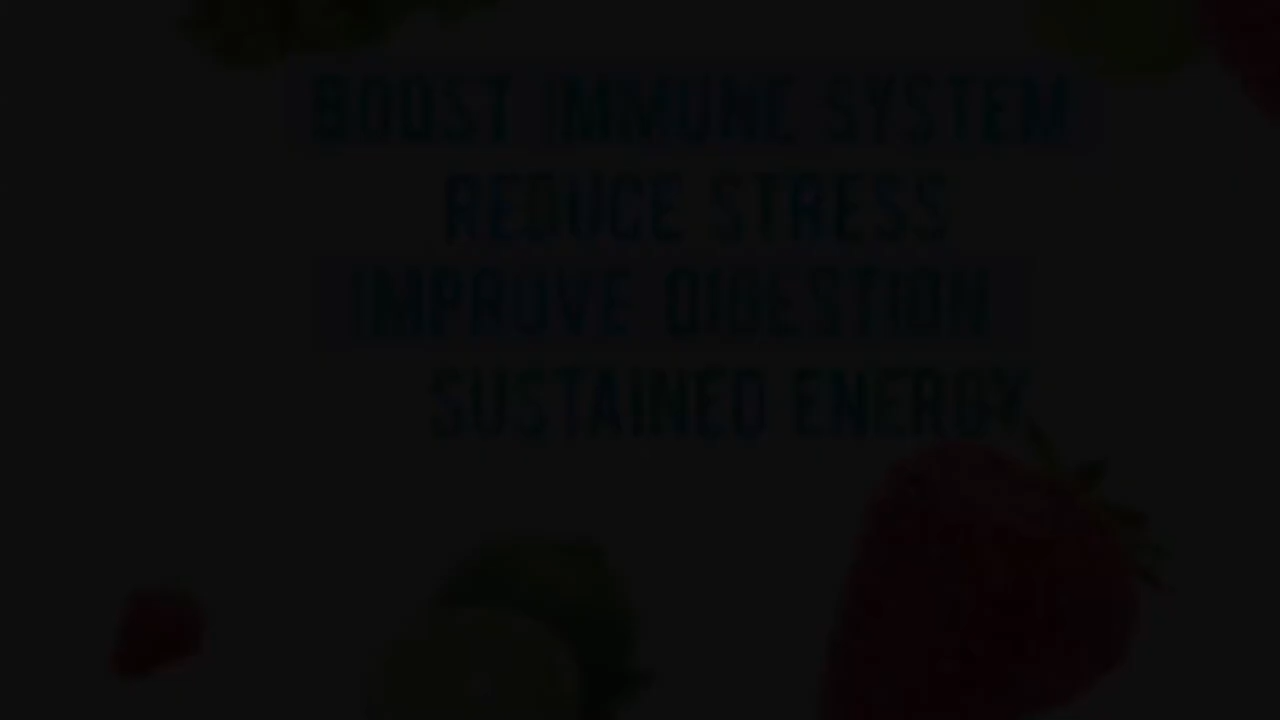 BOOST IMMUNE SYSTEM
REDUCE STRESS
IMPROVE DIGESTION
SUSTAINED ENERGY